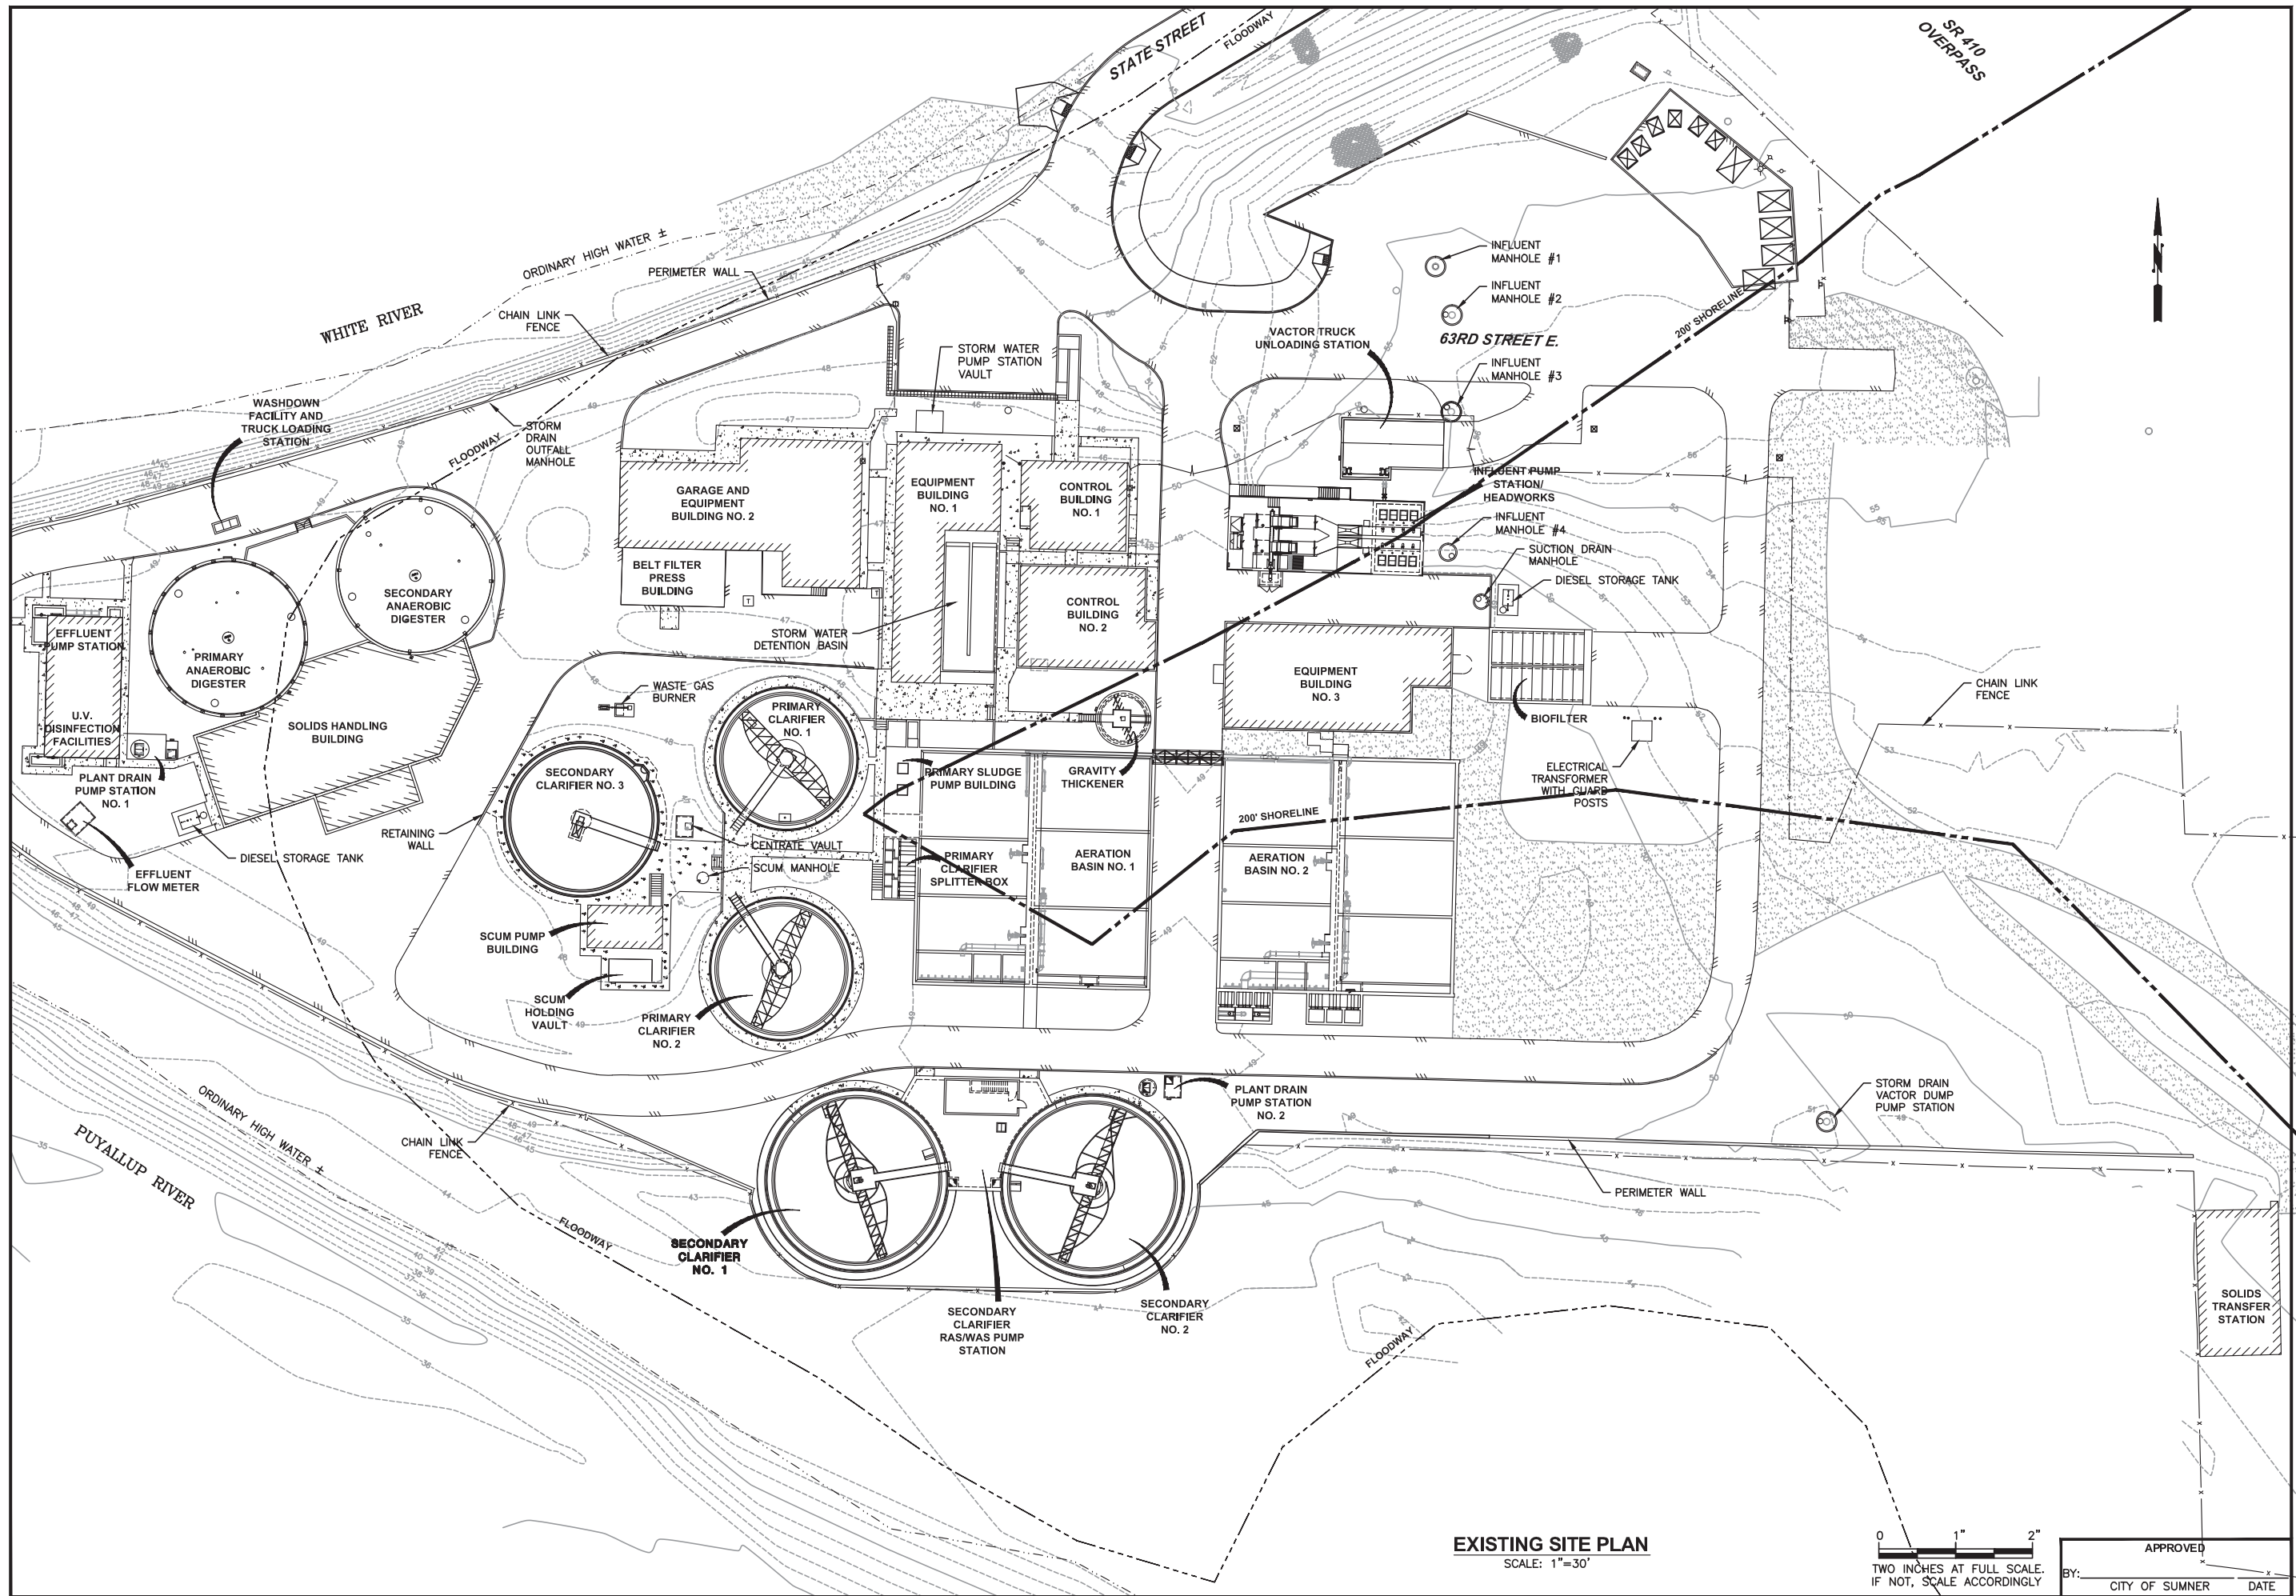 STATE STREET
FLOODWAY
SR 410
OVERPASS
ORDINARY HIGH WATER ±
PERIMETER WALL
WHITE RIVER
CHAIN LINK
FENCE
INFLUENT
MANHOLE #1
INFLUENT
MANHOLE #2
200' SHORELINE
N
VACTOR TRUCK
UNLOADING STATION
63RD STREET E.
STORM WATER
PUMP STATION
VAULT
INFLUENT
MANHOLE #3
WASHDOWN
FACILITY AND
TRUCK LOADING
STATION
STORM
DRAIN
OUTFALL
MANHOLE
FLOODWAY
GARAGE AND
EQUIPMENT
BUILDING NO. 2
EQUIPMENT
BUILDING
NO. 1
CONTROL
BUILDING
NO. 1
INFLUENT PUMP
STATION/
HEADWORKS
INFLUENT
MANHOLE #4
SUCTION DRAIN
MANHOLE
DIESEL STORAGE TANK
BELT FILTER
PRESS
BUILDING
SECONDARY
ANAEROBIC
DIGESTER
CONTROL
BUILDING
NO. 2
EFFLUENT
PUMP STATION
STORM WATER
DETENTION BASIN
PRIMARY
ANAEROBIC
DIGESTER
EQUIPMENT
BUILDING
NO. 3
CHAIN LINK
FENCE
WASTE GAS
BURNER
PRIMARY
CLARIFIER
NO. 1
U.V.
DISINFECTION
FACILITIES
SOLIDS HANDLING
BUILDING
BIOFILTER
PLANT DRAIN
PUMP STATION
NO. 1
SECONDARY
CLARIFIER NO. 3
PRIMARY SLUDGE
PUMP BUILDING
GRAVITY
THICKENER
ELECTRICAL
TRANSFORMER
WITH GUARD
POSTS
200' SHORELINE
RETAINING
WALL
CENTRATE VAULT
DIESEL STORAGE TANK
PRIMARY
CLARIFIER
SPLITTER BOX
AERATION
BASIN NO. 1
AERATION
BASIN NO. 2
SCUM MANHOLE
EFFLUENT
FLOW METER
SCUM PUMP
BUILDING
SCUM
HOLDING
VAULT
PRIMARY
CLARIFIER
NO. 2
PLANT DRAIN
PUMP STATION
NO. 2
STORM DRAIN
VACTOR DUMP
PUMP STATION
ORDINARY HIGH WATER ±
PUYALLUP RIVER
CHAIN LINK
FENCE
PERIMETER WALL
FLOODWAY
SECONDARY
CLARIFIER
NO. 1
SECONDARY
CLARIFIER
RAS/WAS PUMP
STATION
SECONDARY
CLARIFIER
NO. 2
FLOODWAY
SOLIDS
TRANSFER
STATION
EXISTING SITE PLAN
SCALE: 1"=30'
0 1" 2"
TWO INCHES AT FULL SCALE.
IF NOT, SCALE ACCORDINGLY
APPROVED
BY:
CITY OF SUMNER DATE